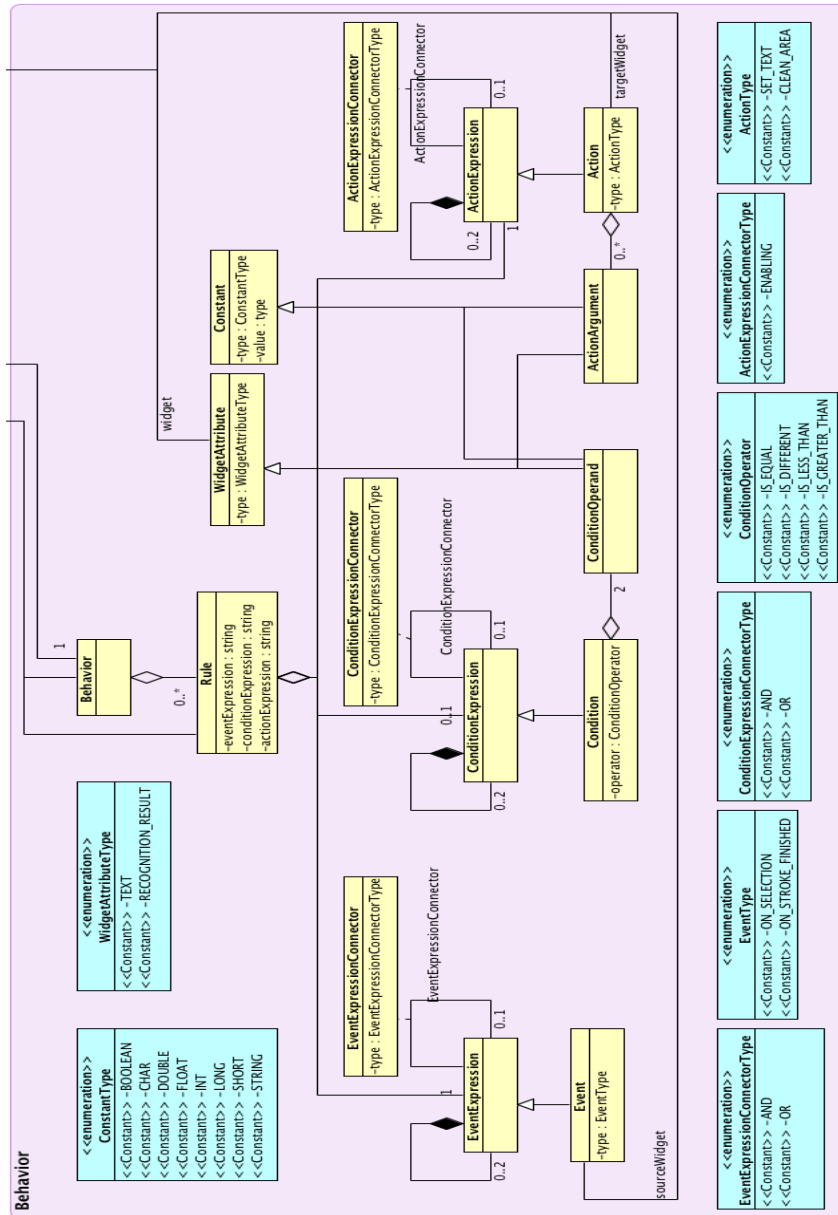 Behavior
<<enumeration>>
ConstantType
<<Constant>> -BOOLEAN
<<Constant>> -CHAR
<<Constant>> -DOUBLE
<<Constant>> -FLOAT
<<Constant>> -INT
<<Constant>> -LONG
<<Constant>> -SHORT
<<Constant>> -STRING
<<enumeration>>
WidgetAttributeType
<<Constant>> -TEXT
<<Constant>> -RECOGNITION_RESULT
Behavior
1
0..*
Rule
-eventExpression : string
-conditionExpression : string
-actionExpression : string
WidgetAttribute
-type : WidgetAttributeType
widget
Constant
-type : ConstantType
-value : type
EventExpressionConnector
-type : EventExpressionConnectorType
EventExpressionConnector
0..1
1
EventExpression
0..2
ConditionExpressionConnector
-type : ConditionExpressionConnectorType
ConditionExpressionConnector
0..1
0.1
ConditionExpression
0..2
ActionExpressionConnector
-type : ActionExpressionConnectorType
ActionExpressionConnector
0..1
ActionExpression
0..2
1
Event
-type : EventType
sourceWidget
Condition
-operator : ConditionOperator
2
ConditionOperand
ActionArgument
0..*
Action
-type : ActionType
targetWidget
<<enumeration>>
EventExpressionConnectorType
<<Constant>> -AND
<<Constant>> -OR
<<enumeration>>
EventType
<<Constant>> -ON_SELECTION
<<Constant>> -ON_STROKE_FINISHED
<<enumeration>>
ConditionExpressionConnectorType
<<Constant>> -AND
<<Constant>> -OR
<<enumeration>>
ConditionOperator
<<Constant>> -IS_EQUAL
<<Constant>> -IS_DIFFERENT
<<Constant>> -IS_LESS_THAN
<<Constant>> -IS_GREATER_THAN
<<enumeration>>
ActionExpressionConnectorType
<<Constant>> -ENABLING
<<enumeration>>
ActionType
<<Constant>> -SET_TEXT
<<Constant>> -CLEAN_AREA